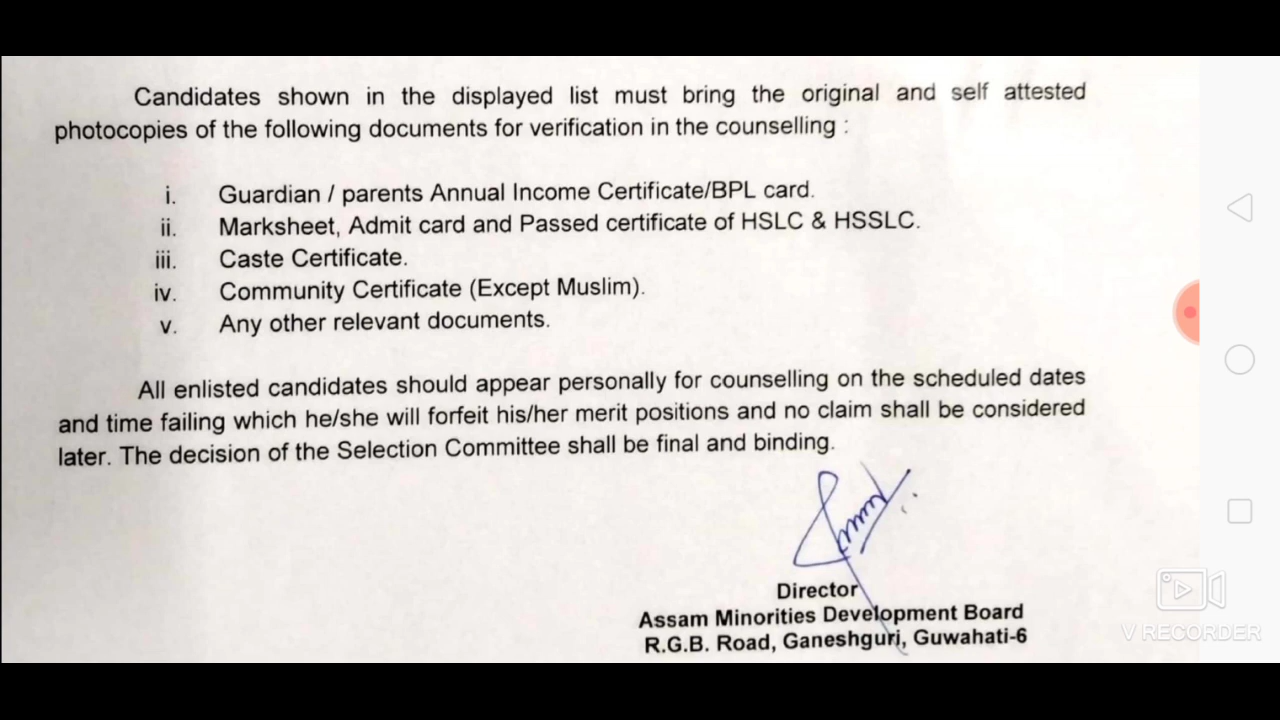 Candidates shown in the displayed list must bring the original and self attested
photocopies of the following documents for verification in the counselling :
i. Guardian / parents Annual Income Certificate/BPL card.
ii. Marksheet, Admit card and Passed certificate of HSLC & HSSLC.
iii. Caste Certificate.
iv. Community Certificate (Except Muslim).
v. Any other relevant documents.
All enlisted candidates should appear personally for counselling on the scheduled dates
and time failing which he/she will forfeit his/her merit positions and no claim shall be considered
later. The decision of the Selection Committee shall be final and binding.
Director
Assam Minorities Development Board
R.G.B. Road, Ganeshguri, Guwahati-6
V RECORDER